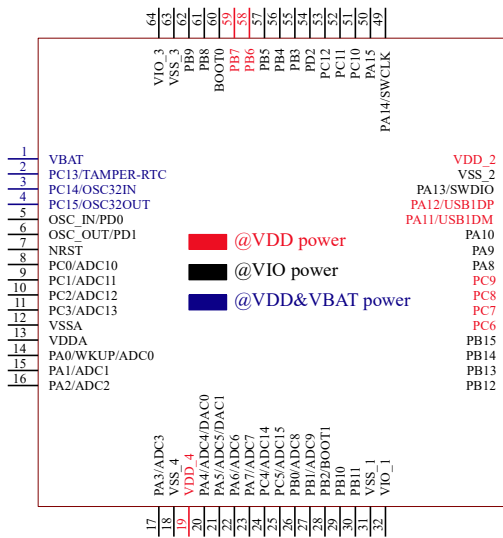 64
63
62
61
60
59
58
57
56
55
54
53
52
51
50
49
VIO_3
VSS_3
PB9
PB8
BOOT0
PB7
PB6
PB5
PB4
PB3
PD2
PC12
PC11
PC10
PA15
PA14/SWCLK
1 VBAT
2 PC13/TAMPER-RTC
3 PC14/OSC32IN
4 PC15/OSC32OUT
5 OSC_IN/PD0
6 OSC_OUT/PD1
7 NRST
8 PC0/ADC10
9 PC1/ADC11
10 PC2/ADC12
11 PC3/ADC13
12 VSSA
13 VDDA
14 PA0/WKUP/ADC0
15 PA1/ADC1
16 PA2/ADC2
@VDD power
@VIO power
@VDD&VBAT power
VDD_2
VSS_2
PA13/SWDIO
PA12/USB1DP
PA11/USB1DM
PA10
PA9
PA8
PC9
PC8
PC7
PC6
PB15
PB14
PB13
PB12
PA3/ADC3
VSS_4
VDD_4
PA4/ADC4/DAC0
PA5/ADC5/DAC1
PA6/ADC6
PA7/ADC7
PC4/ADC14
PC5/ADC15
PB0/ADC8
PB1/ADC9
PB2/BOOT1
PB10
PB11
VSS_1
VIO_1
17
18
19
20
21
22
23
24
25
26
27
28
29
30
31
32